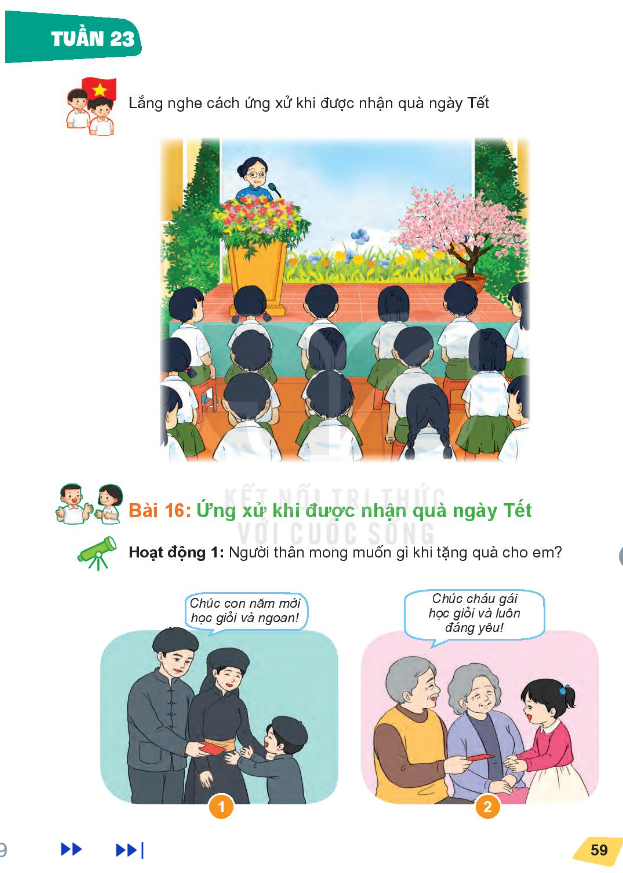 TUẦN 23
Lắng nghe cách ứng xử khi được nhận quà ngày Tết
KẾT NỐI TRI THỨC
VỚI CUỘC SỐNG
Bài 16: Ứng xử khi được nhận quà ngày Tết
Hoạt động 1: Người thân mong muốn gì khi tặng quà cho em?
Chúc con năm mới
học giỏi và ngoan!
Chúc cháu gái
học giỏi và luôn
đáng yêu!
1
2
9
59